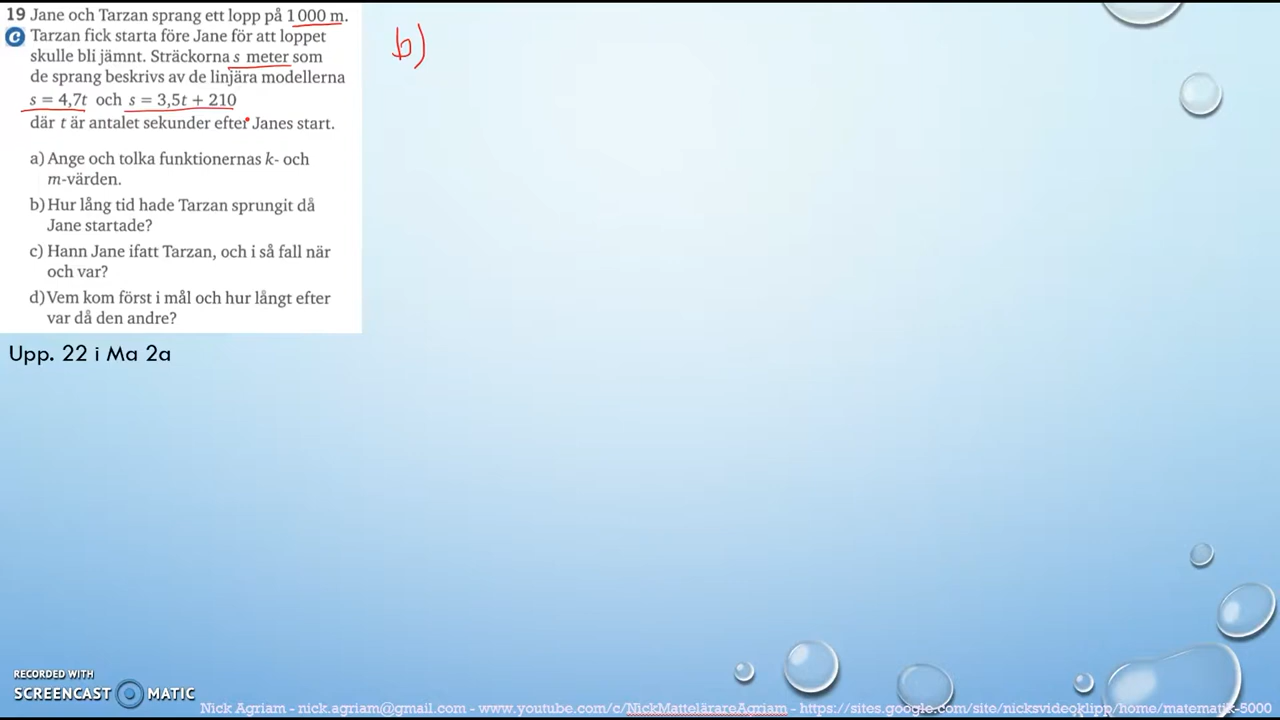 19 Jane och Tarzan sprang ett lopp på 1 000 m.
C Tarzan fick starta före Jane för att loppet
skulle bli jämnt. Sträckorna s meter som
de sprang beskrivs av de linjära modellerna
s = 4,7t och s = 3,5t + 210
där t är antalet sekunder efter Janes start.
a) Ange och tolka funktionernas k- och
m-värden.
b) Hur lång tid hade Tarzan sprungit då
Jane startade?
c) Hann Jane ifatt Tarzan, och i så fall när
och var?
d) Vem kom först i mål och hur långt efter
var då den andre?
Upp. 22 i Ma 2a
b)
RECORDED WITH
SCREENCAST MATIC
Nick Agriam - nick.agriam@gmail.com - www.youtube.com/c/NickMattelärareAgriam - https://sites.google.com/site/nicksvideoklipp/home/matematik-5000